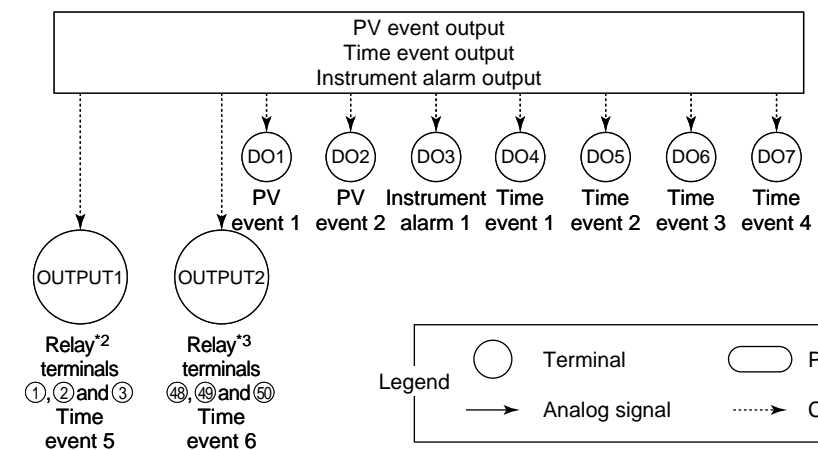 PV event output
Time event output
Instrument alarm output
DO1 DO2 DO3 DO4 DO5 DO6 DO7
PV event 1
PV event 2
Instrument alarm 1
Time event 1
Time event 2
Time event 3
Time event 4
OUTPUT1 OUTPUT2
Relay*2
terminals
①, ② and ③
Time
event 5
Relay*3
terminals
㊽, ㊾ and ㊿
Time
event 6
Legend
Terminal
P
Analog signal